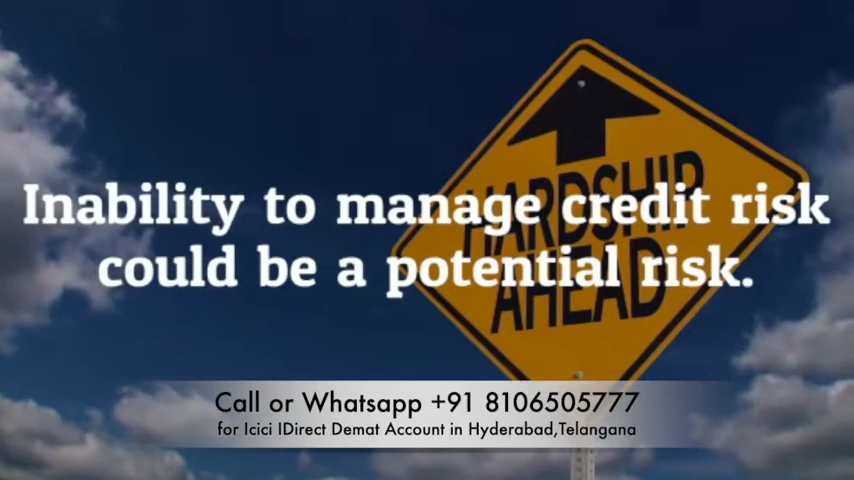 Inability to manage credit risk
could be a potential risk.
HARDSHIP
AHEAD
Call or Whatsapp +91 8106505777
for Icici IDirect Demat Account in Hyderabad,Telangana